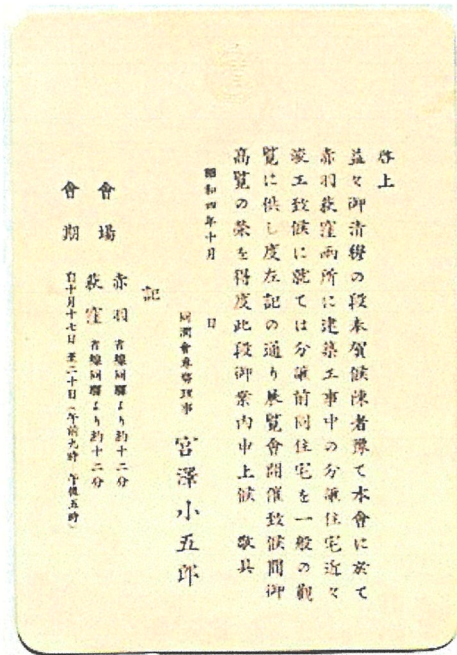 啓上
益々御清穆の段奉賀候陳者豫て本會に於て
赤羽荻窪両所に建築工事中の分譲住宅近々
竣工致候に就ては分譲前同住宅を一般の觀
覧に供し度左記の通り展覧會開催致候間御
高覧の榮を得度此段御案内申上候 敬具
昭和四年十月 日
同潤會専務理事 宮澤小五郎
記
會場 赤羽 省線同驛より約十二分
荻窪 省線同驛より約十二分
會期 自十月十七日至二十日(午前九時 午後五時)